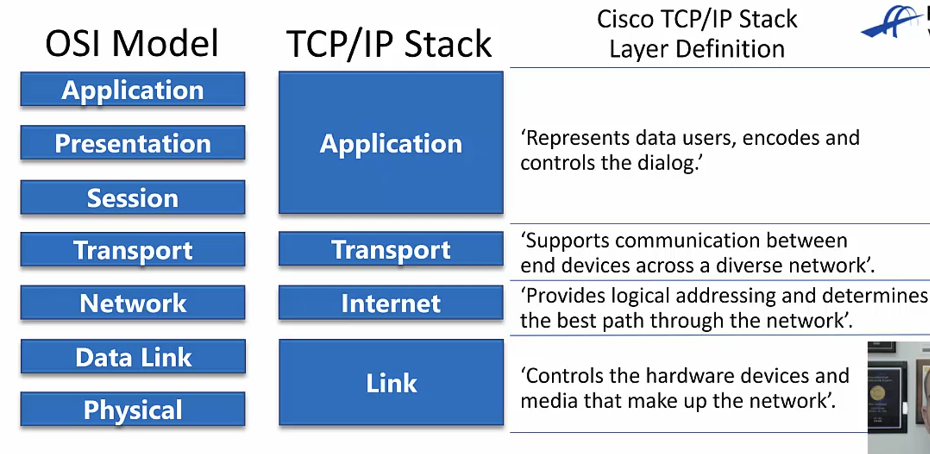 OSI Model
Application
Presentation
Session
Transport
Network
Data Link
Physical
TCP/IP Stack
Application
Transport
Internet
Link
Cisco TCP/IP Stack
Layer Definition
‘Represents data users, encodes and
controls the dialog.’
‘Supports communication between
end devices across a diverse network’.
‘Provides logical addressing and determines
the best path through the network’.
‘Controls the hardware devices and
media that make up the network’.